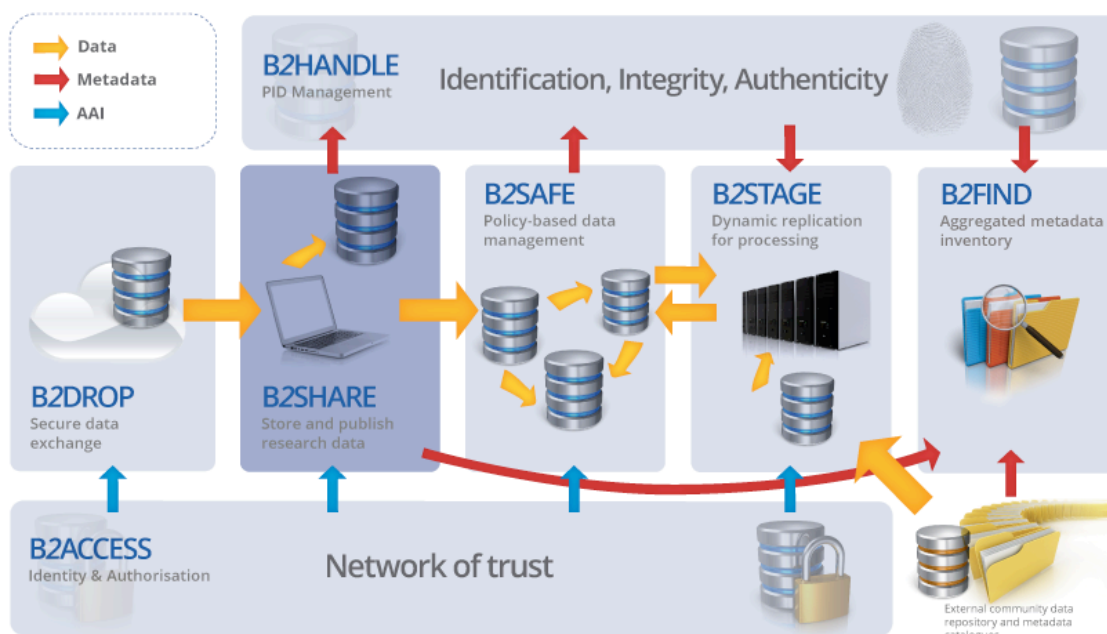 Data
Metadata
AAI
B2HANDLE
PID Management
Identification, Integrity, Authenticity
B2DROP
Secure data
exchange
B2SHARE
Store and publish
research data
B2SAFE
Policy-based data
management
B2STAGE
Dynamic replication
for processing
B2FIND
Aggregated metadata
inventory
B2ACCESS
Identity & Authorisation
Network of trust
External community data
repository and metadata